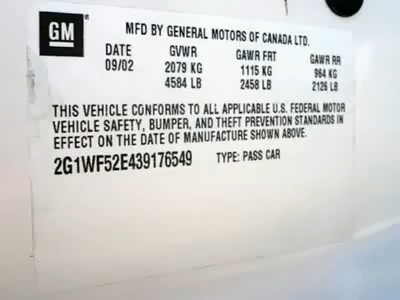 GM
MFD BY GENERAL MOTORS OF CANADA LTD.
DATE GVWR GAWR FRT GAWR RR
09/02 2079 KG 1115 KG 964 KG
4584 LB 2458 LB 2126 LB
THIS VEHICLE CONFORMS TO ALL APPLICABLE U.S. FEDERAL MOTOR
VEHICLE SAFETY, BUMPER, AND THEFT PREVENTION STANDARDS IN
EFFECT ON THE DATE OF MANUFACTURE SHOWN ABOVE.
2G1WF52E439176549 TYPE: PASS CAR